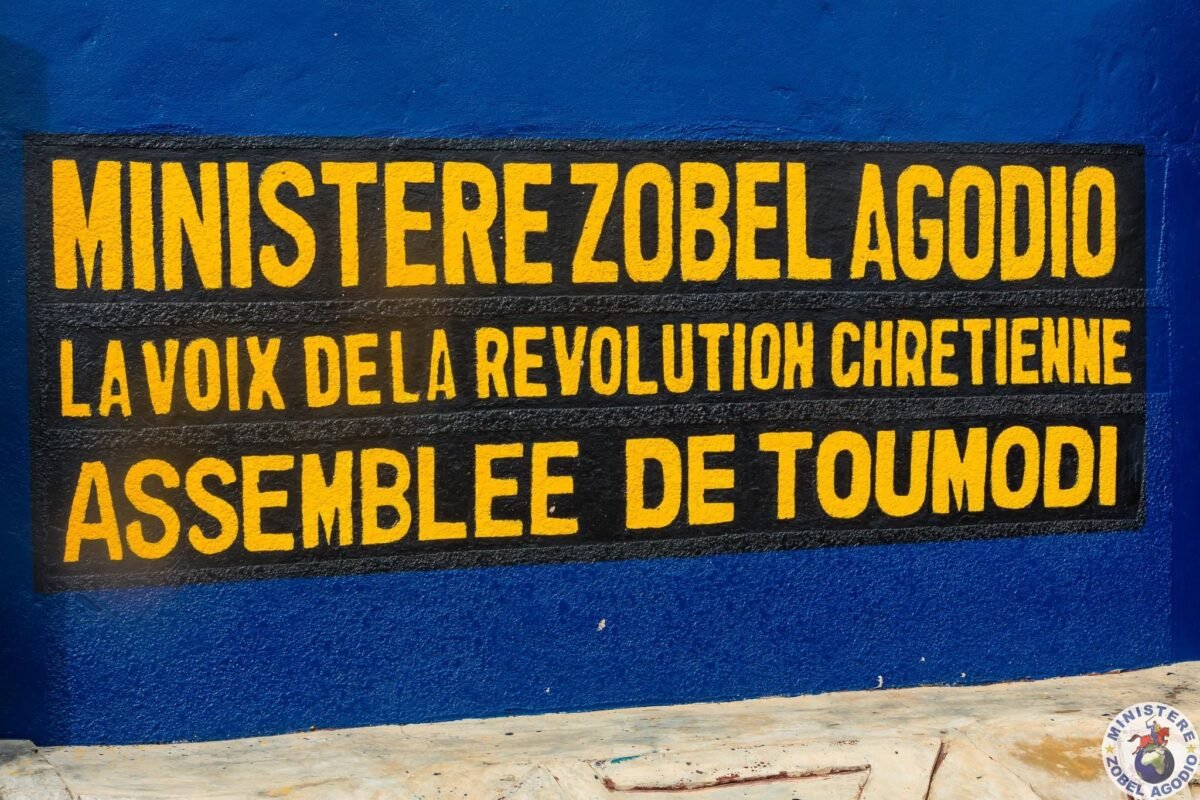 MINISTERE ZOBEL AGODIO
LA VOIX DE LA REVOLUTION CHRETIENNE
ASSEMBLEE DE TOUMODI
MINISTERE
ZOBEL AGODIO